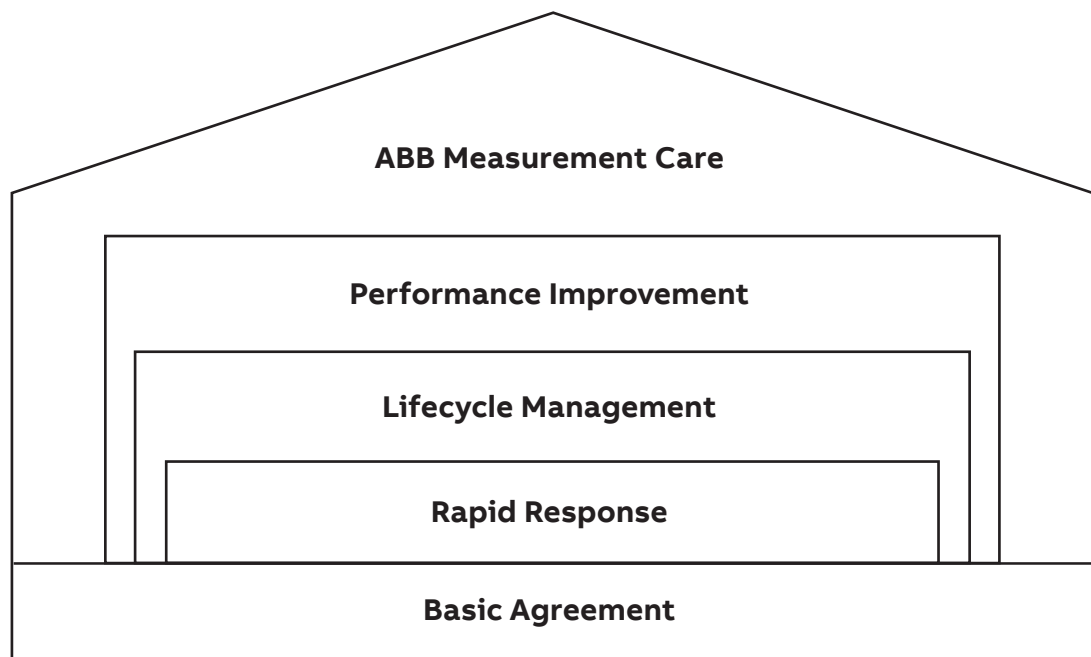 ABB Measurement Care
Performance Improvement
Lifecycle Management
Rapid Response
Basic Agreement